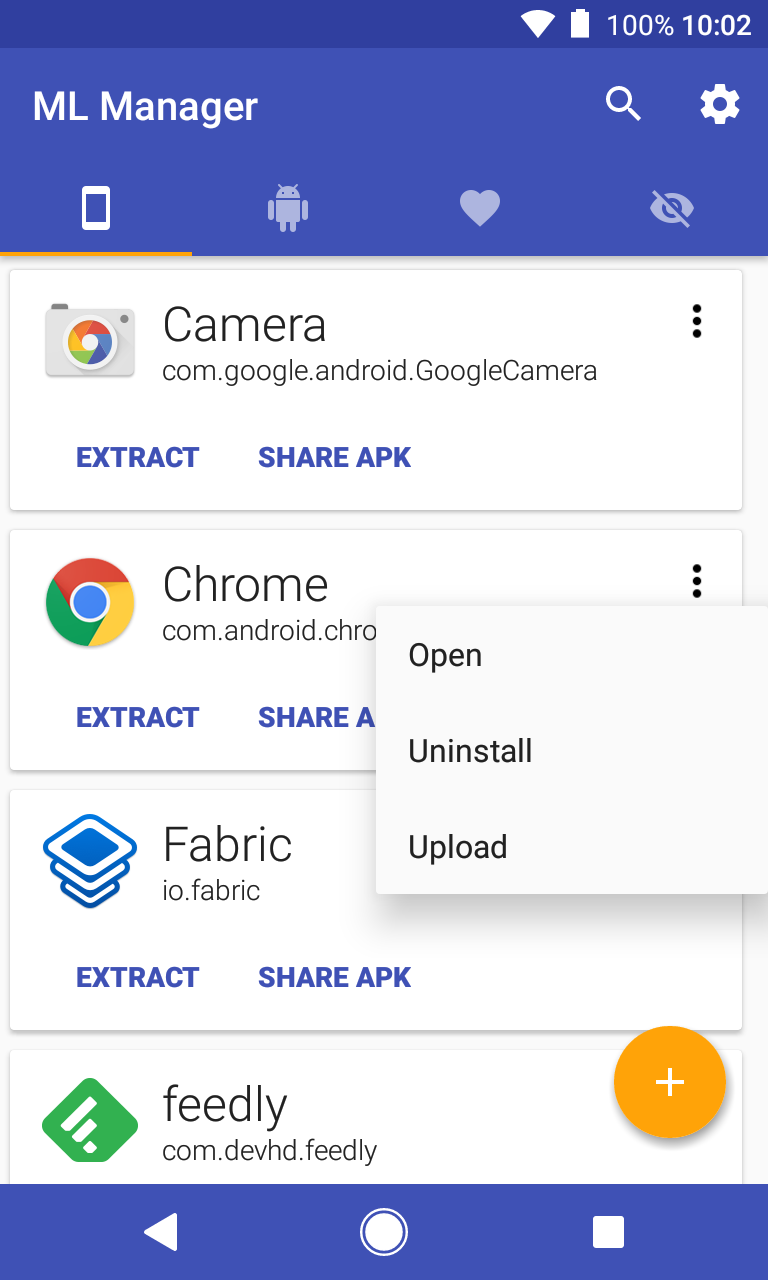 100% 10:02
ML Manager
Camera
com.google.android.GoogleCamera
EXTRACT SHARE APK
Chrome
com.android.chro
EXTRACT SHARE A
Open
Uninstall
Upload
Fabric
io.fabric
EXTRACT SHARE APK
feedly
com.devhd.feedly